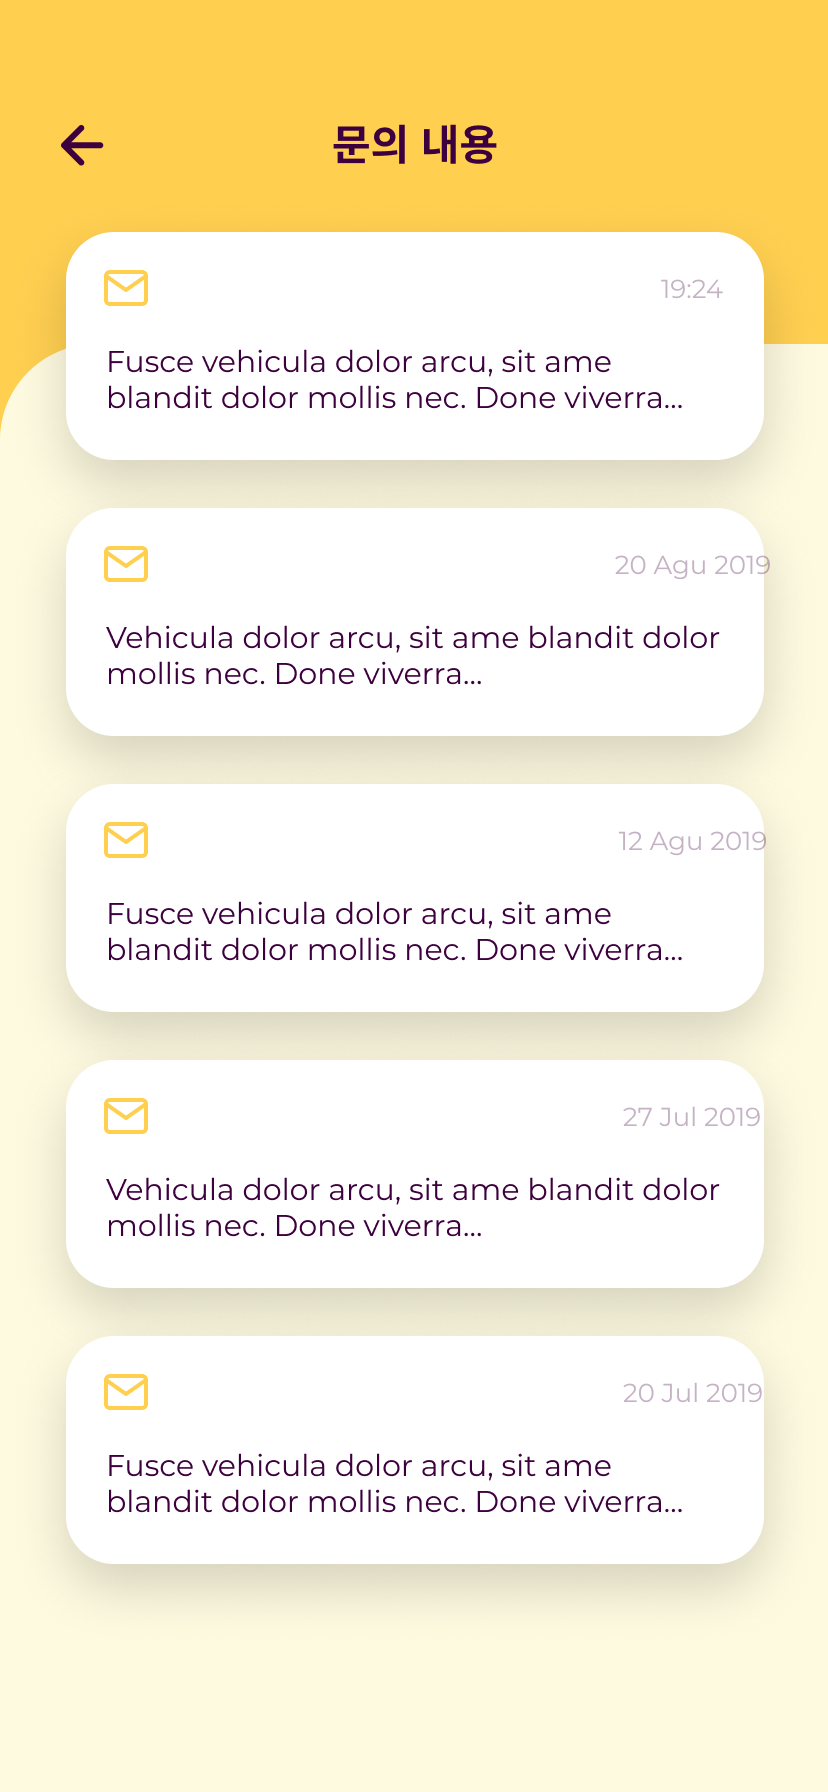 문의 내용
19:24
Fusce vehicula dolor arcu, sit ame
blandit dolor mollis nec. Done viverra...
20 Agu 2019
Vehicula dolor arcu, sit ame blandit dolor
mollis nec. Done viverra...
12 Agu 2019
Fusce vehicula dolor arcu, sit ame
blandit dolor mollis nec. Done viverra...
27 Jul 2019
Vehicula dolor arcu, sit ame blandit dolor
mollis nec. Done viverra...
20 Jul 2019
Fusce vehicula dolor arcu, sit ame
blandit dolor mollis nec. Done viverra...